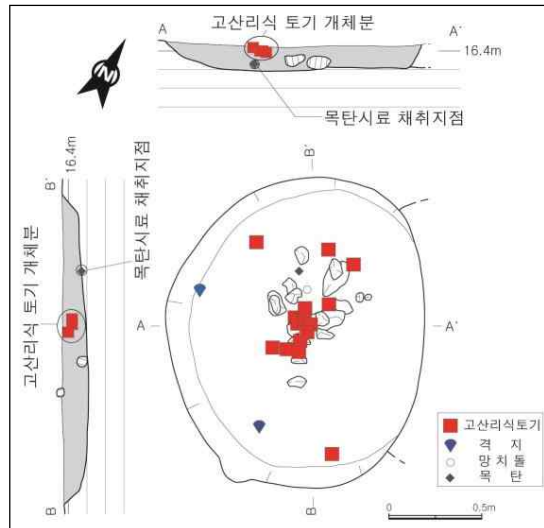 고산리식 토기 개체분
A
A´
16.4m
목탄시료 채취지점
N
B´
16.4m
고산리식 토기 개체분
목탄시료 채취지점
B
B´
A
A´
B
고산리식토기
격 지
망 치 돌
목 탄
0
0.5m